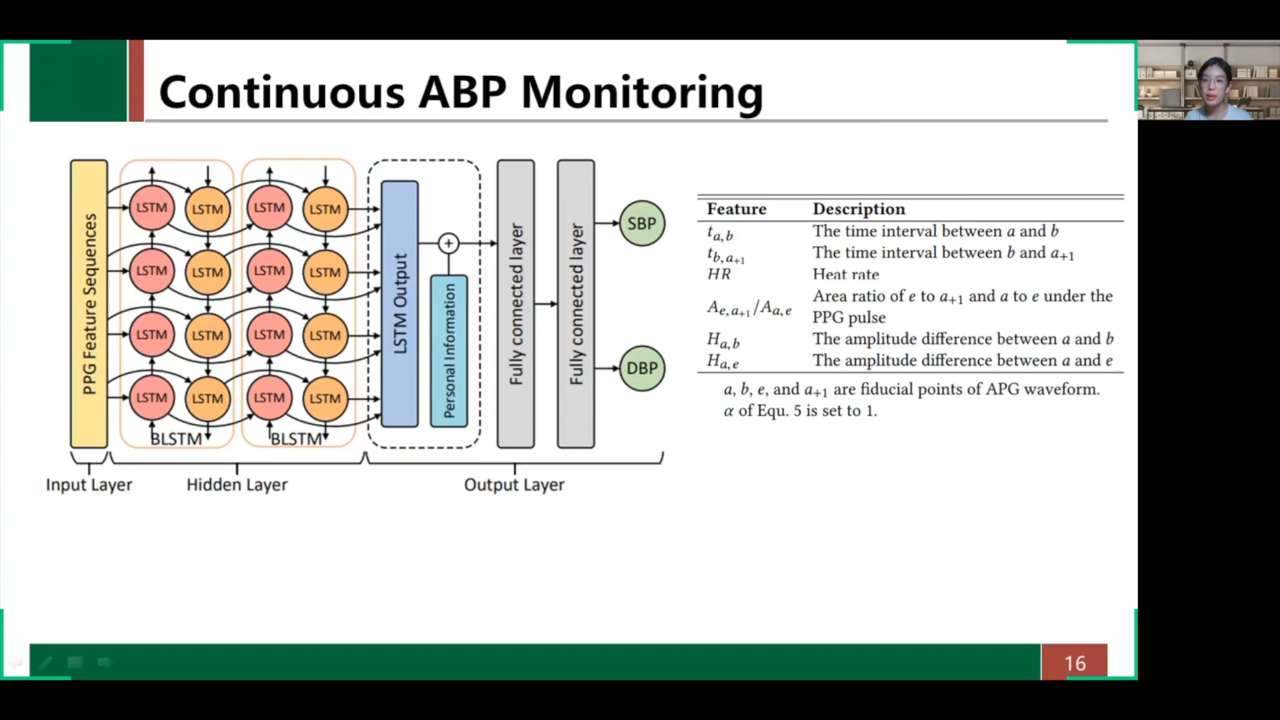 Continuous ABP Monitoring
PPG Feature Sequences
LSTM LSTM LSTM LSTM
LSTM LSTM LSTM LSTM
LSTM LSTM LSTM LSTM
LSTM LSTM LSTM LSTM
BLSTM BLSTM
LSTM Output
+
Personal Information
Fully connected layer
Fully connected layer
SBP
DBP
Input Layer Hidden Layer Output Layer
Feature Description
t_{a,b} The time interval between a and b
t_{b,a_{+1}} The time interval between b and a_{+1}
HR Heat rate
A_{e,a_{+1}}/A_{a,e} Area ratio of e to a_{+1} and a to e under the
PPG pulse
H_{a,b} The amplitude difference between a and b
H_{a,e} The amplitude difference between a and e
a, b, e, and a_{+1} are fiducial points of APG waveform.
α of Equ. 5 is set to 1.
16